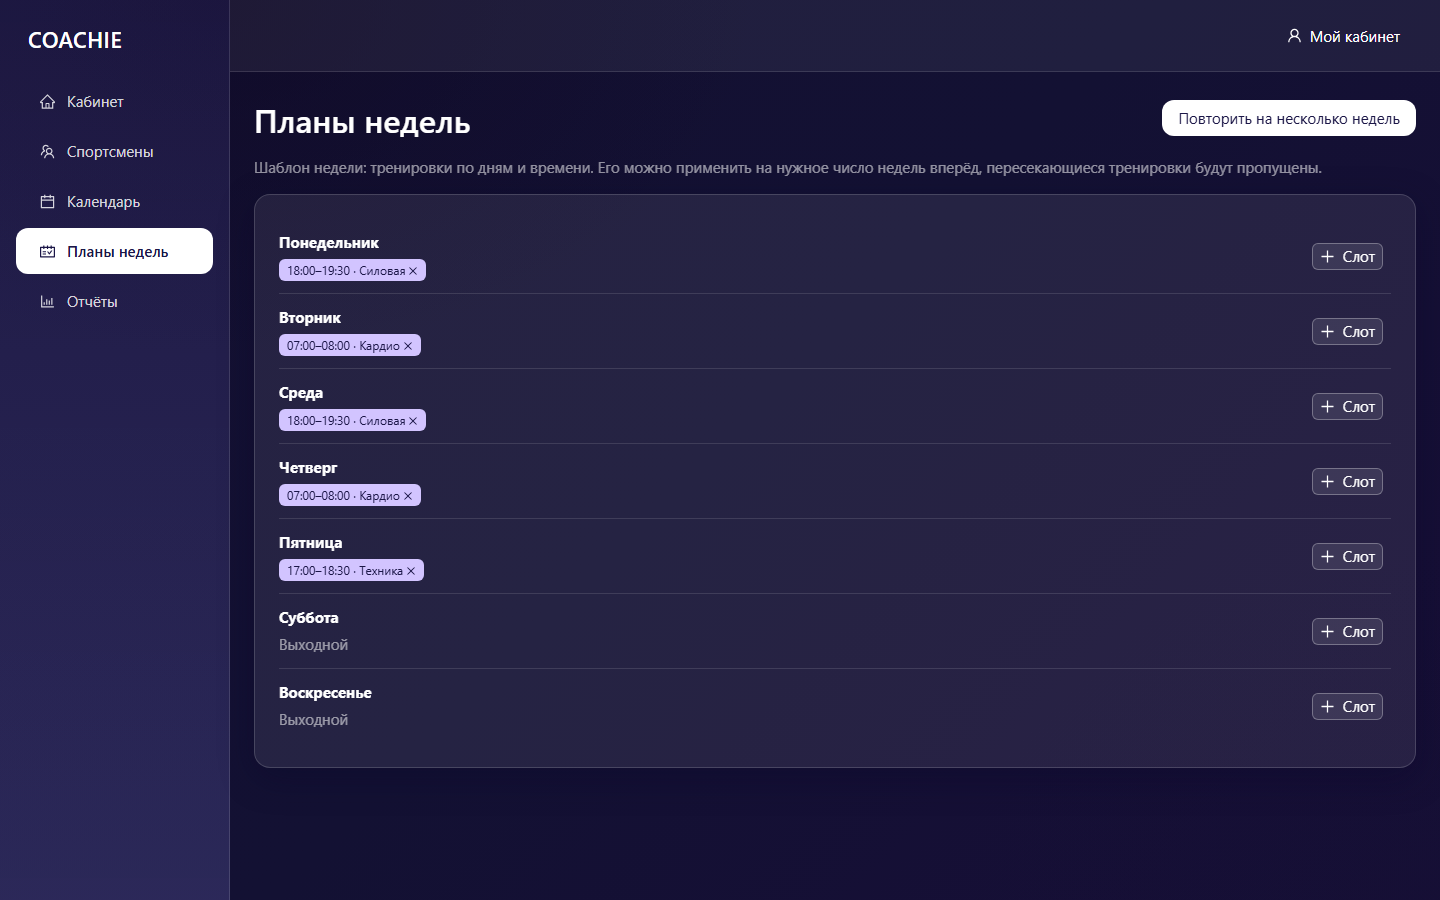 COACHIE
Мой кабинет
Кабинет
Спортсмены
Календарь
Планы недель
Отчёты
Планы недель
Повторить на несколько недель
Шаблон недели: тренировки по дням и времени. Его можно применить на нужное число недель вперёд, пересекающиеся тренировки будут пропущены.
Понедельник
18:00–19:30 · Силовая
Слот
Вторник
07:00–08:00 · Кардио
Слот
Среда
18:00–19:30 · Силовая
Слот
Четверг
07:00–08:00 · Кардио
Слот
Пятница
17:00–18:30 · Техника
Слот
Суббота
Выходной
Слот
Воскресенье
Выходной
Слот